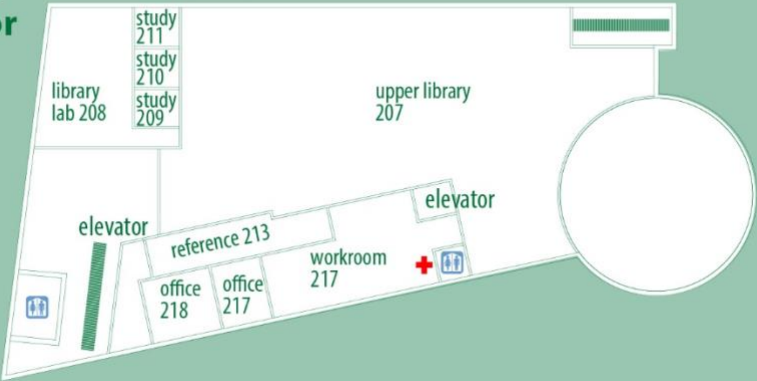 or
study
211
study
210
study
209
library
lab 208
upper library
207
elevator
elevator
reference 213
workroom
217
office
218
office
217